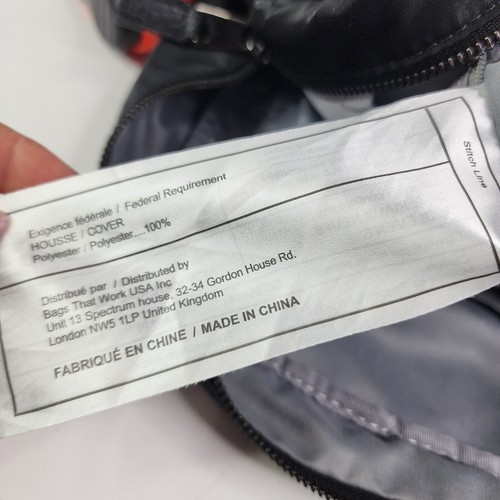 Exigence fédérale / Federal Requirement
HOUSSE / COVER
Polyester / Polyester....100%
Distribué par / Distributed by
Bags That Work USA Inc
Unit 13 Spectrum house, 32-34 Gordon House Rd.
London NW5 1LP United Kingdom
FABRIQUÉ EN CHINE / MADE IN CHINA
Stitch Line